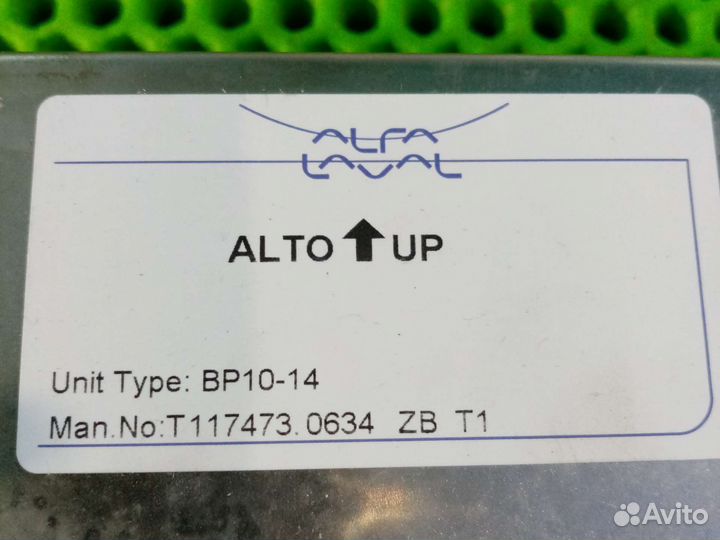 ALFA
LAVAL
ALTO UP
Unit Type: BP10-14
Man.No:T117473.0634 ZB T1
Avito